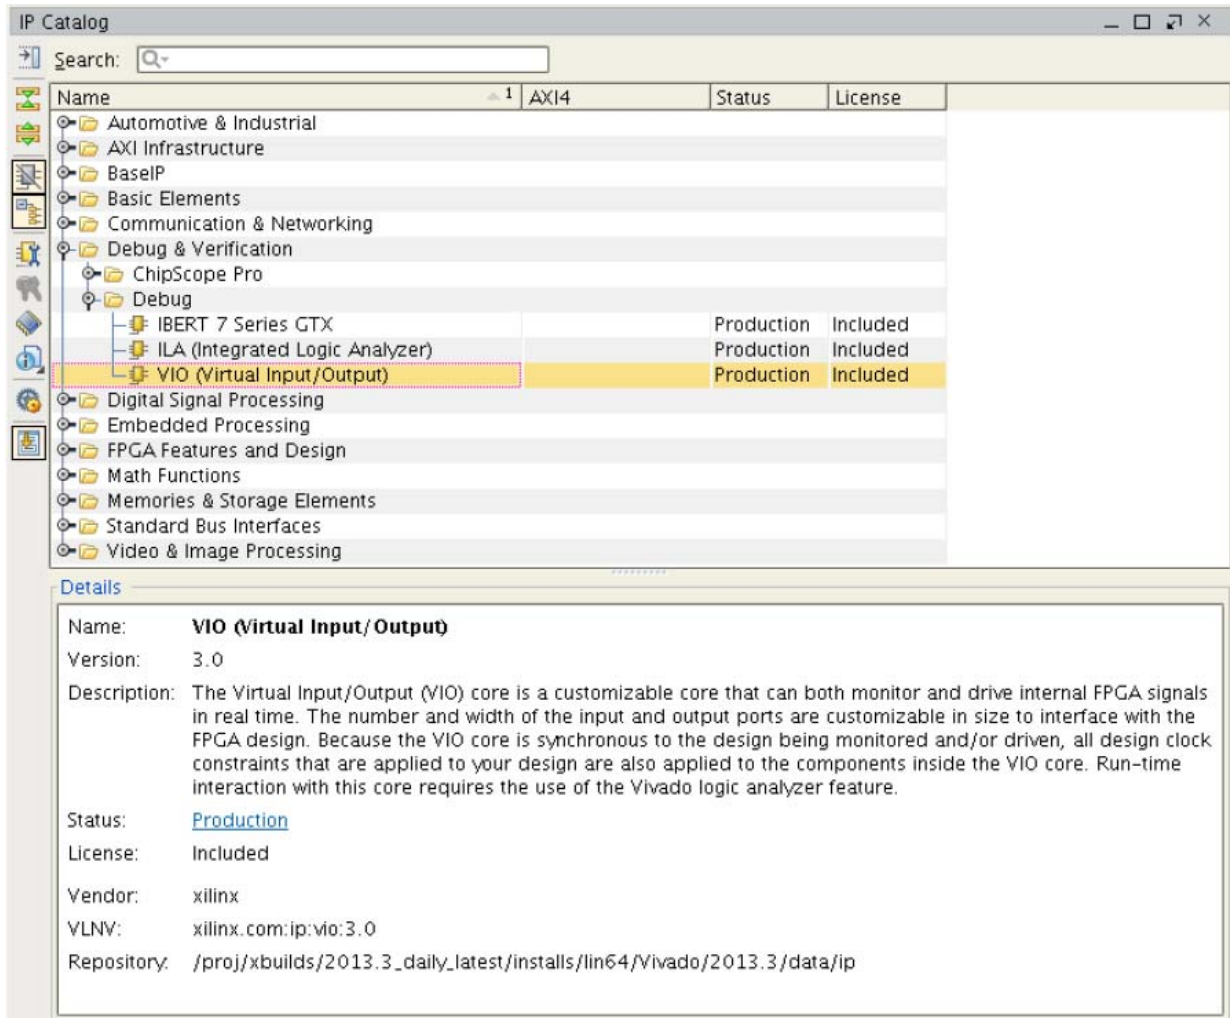 IP Catalog
Search:
Name 1 AXI4 Status License
Automotive & Industrial
AXI Infrastructure
BaseIP
Basic Elements
Communication & Networking
Debug & Verification
ChipScope Pro
Debug
IBERT 7 Series GTX Production Included
ILA (Integrated Logic Analyzer) Production Included
VIO (Virtual Input/Output) Production Included
Digital Signal Processing
Embedded Processing
FPGA Features and Design
Math Functions
Memories & Storage Elements
Standard Bus Interfaces
Video & Image Processing
Details
Name: VIO (Virtual Input/Output)
Version: 3.0
Description: The Virtual Input/Output (VIO) core is a customizable core that can both monitor and drive internal FPGA signals
in real time. The number and width of the input and output ports are customizable in size to interface with the
FPGA design. Because the VIO core is synchronous to the design being monitored and/or driven, all design clock
constraints that are applied to your design are also applied to the components inside the VIO core. Run-time
interaction with this core requires the use of the Vivado logic analyzer feature.
Status: Production
License: Included
Vendor: xilinx
VLNV: xilinx.com:ip:vio:3.0
Repository: /proj/xbuilds/2013.3_daily_latest/installs/lin64/Vivado/2013.3/data/ip